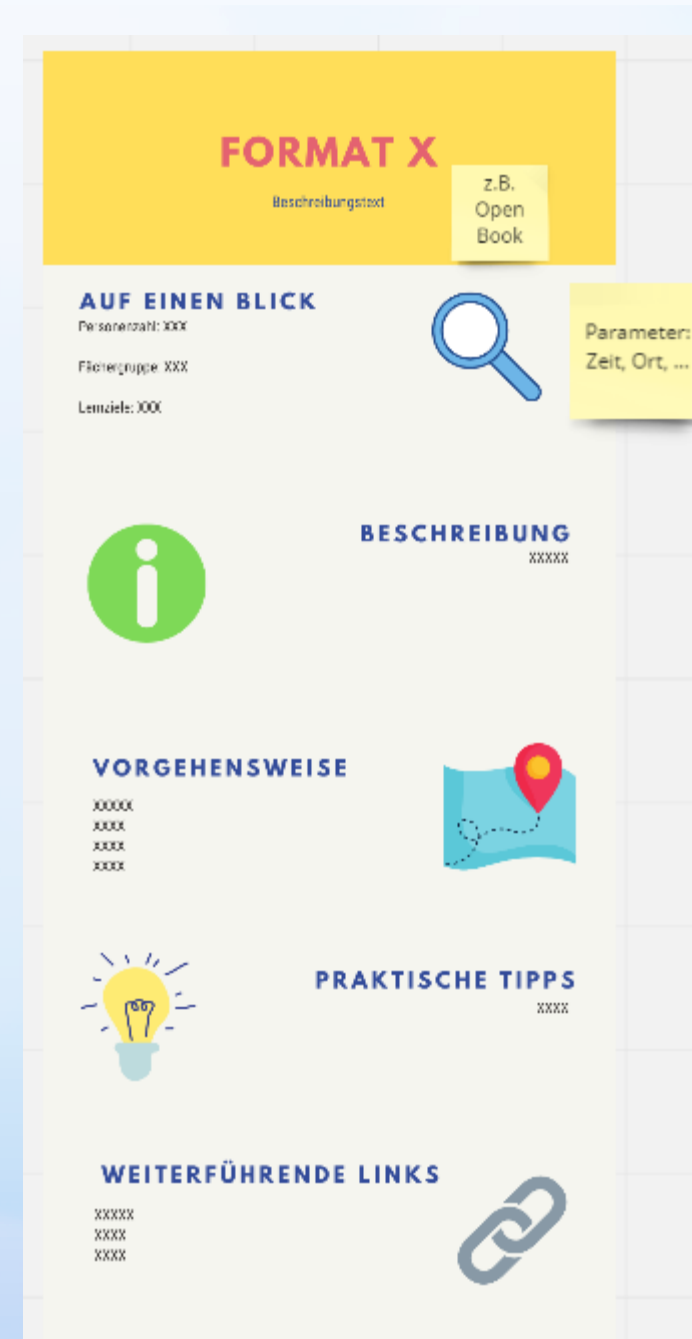 FORMAT X
Beschreibungstext
z.B.
Open
Book
AUF EINEN BLICK
Personenzahl: XXX
Fächergruppe: XXX
Lernziele: XXX
Parameter:
Zeit, Ort, ...
BESCHREIBUNG
XXXXX
VORGEHENSWEISE
XXXXX
XXXX
XXXX
XXXX
PRAKTISCHE TIPPS
XXXX
WEITERFÜHRENDE LINKS
XXXXX
XXXX
XXXX